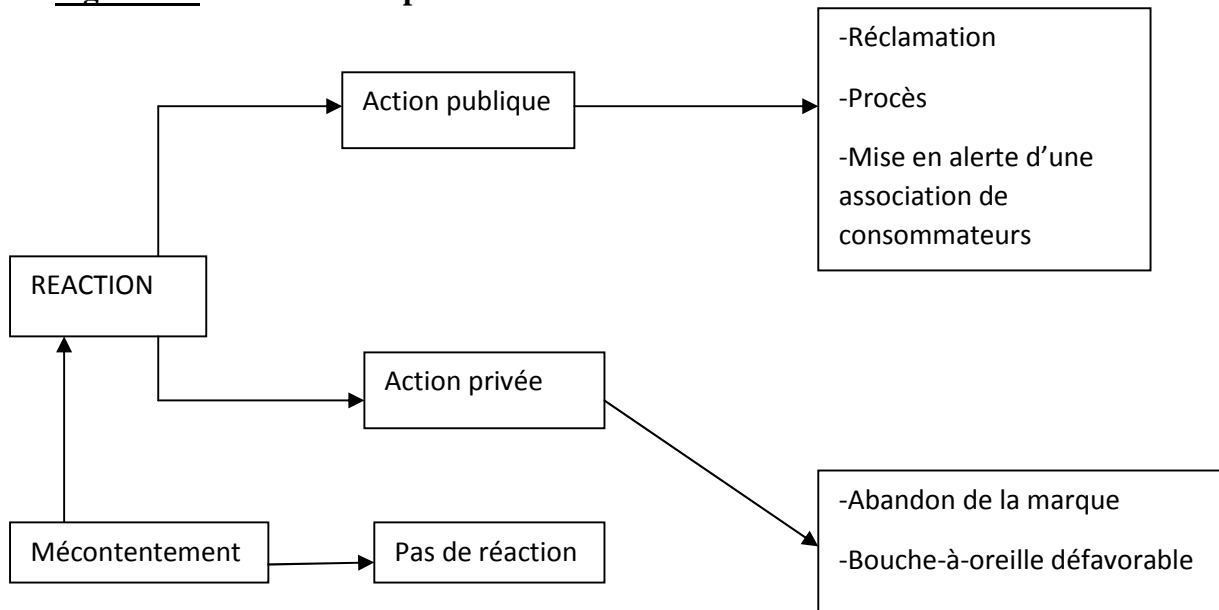 -Réclamation
Action publique
-Procès
-Mise en alerte d’une
association de
consommateurs
REACTION
Action privée
-Abandon de la marque
Mécontentement
Pas de réaction
-Bouche-à-oreille défavorable